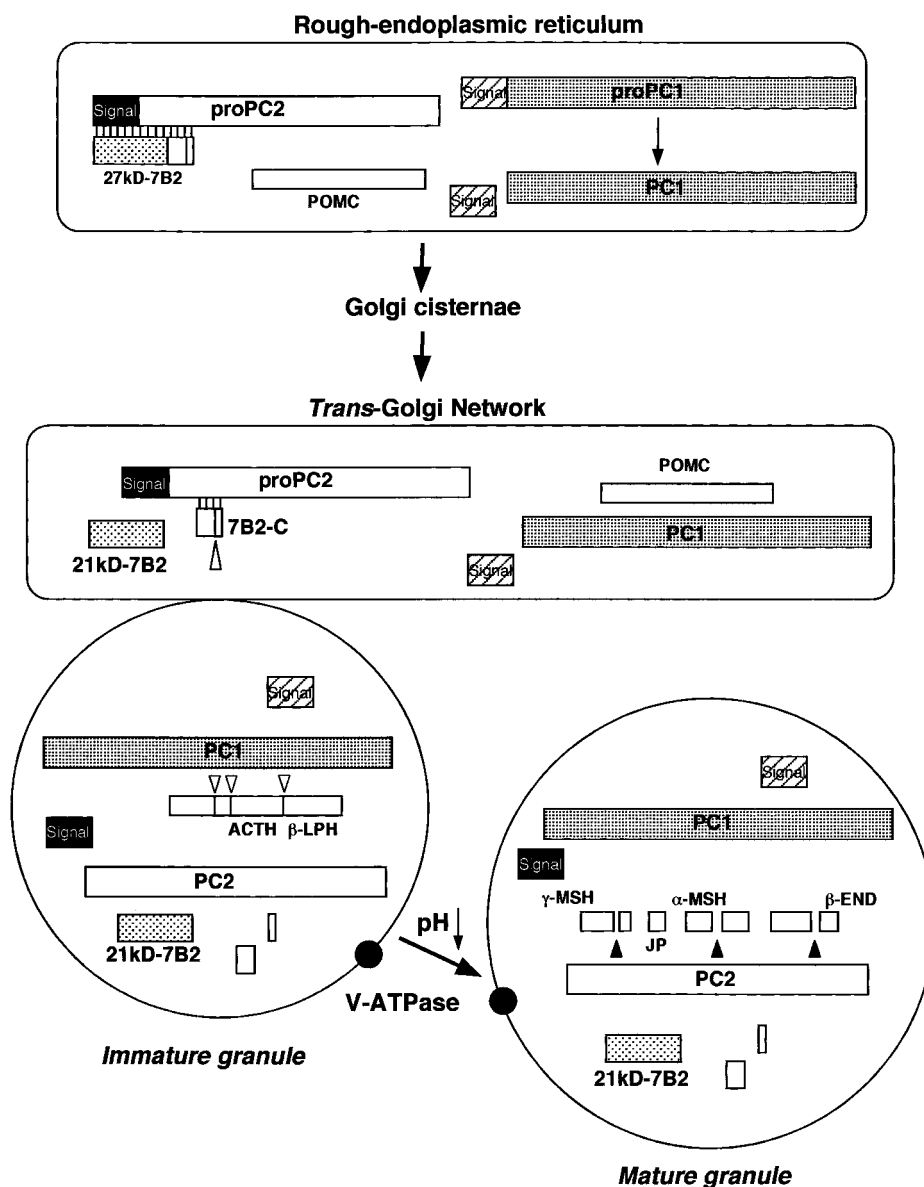 Rough-endoplasmic reticulum
Signal
proPC2
Signal
proPC1
27kD-7B2
POMC
Signal
PC1
Golgi cisternae
Trans-Golgi Network
Signal
proPC2
POMC
7B2-C
21kD-7B2
PC1
Signal
Signal
PC1
ACTH β-LPH
Signal
PC2
21kD-7B2
pH
V-ATPase
Immature granule
Signal
PC1
Signal
γ-MSH α-MSH β-END
JP
PC2
21kD-7B2
Mature granule